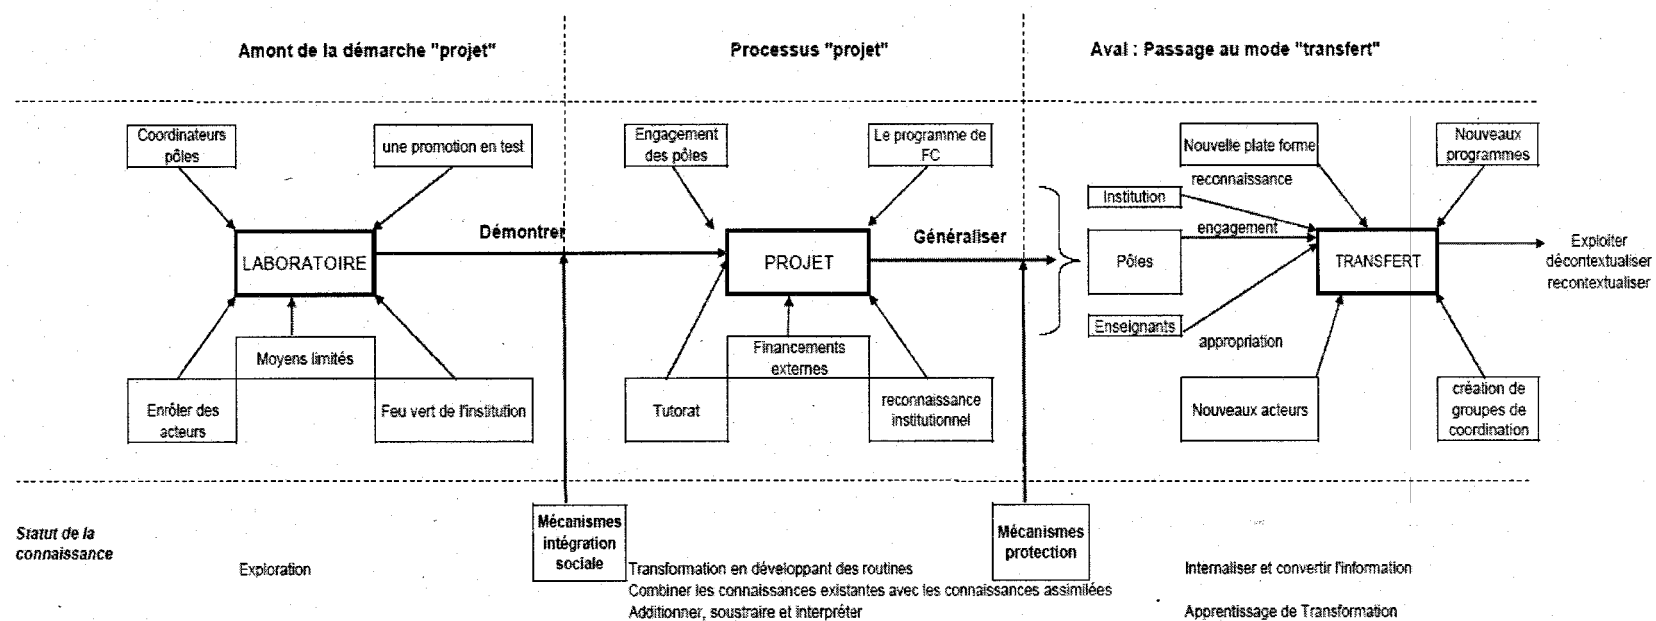 Amont de la démarche "projet"
Processus "projet"
Aval : Passage au mode "transfert"
Coordinateurs
pôles
une promotion en test
Engagement
des pôles
Le programme de
FC
Nouvelle plate forme
Nouveaux
programmes
reconnaissance
Institution
engagement
Démontrer
Généraliser
LABORATOIRE
PROJET
Pôles
TRANSFERT
Exploiter
décontextualiser
recontextualiser
Enseignants
appropriation
Moyens limités
Financements
externes
Enrôler des
acteurs
Feu vert de l'institution
Tutorat
reconnaissance
institutionnel
Nouveaux acteurs
création de
groupes de
coordination
Statut de la
connaissance
Mécanismes
intégration
sociale
Mécanismes
protection
Exploration
Transformation en développant des routines
Combiner les connaissances existantes avec les connaissances assimilées
Additionner, soustraire et interpréter
Internaliser et convertir l'information
Apprentissage de Transformation